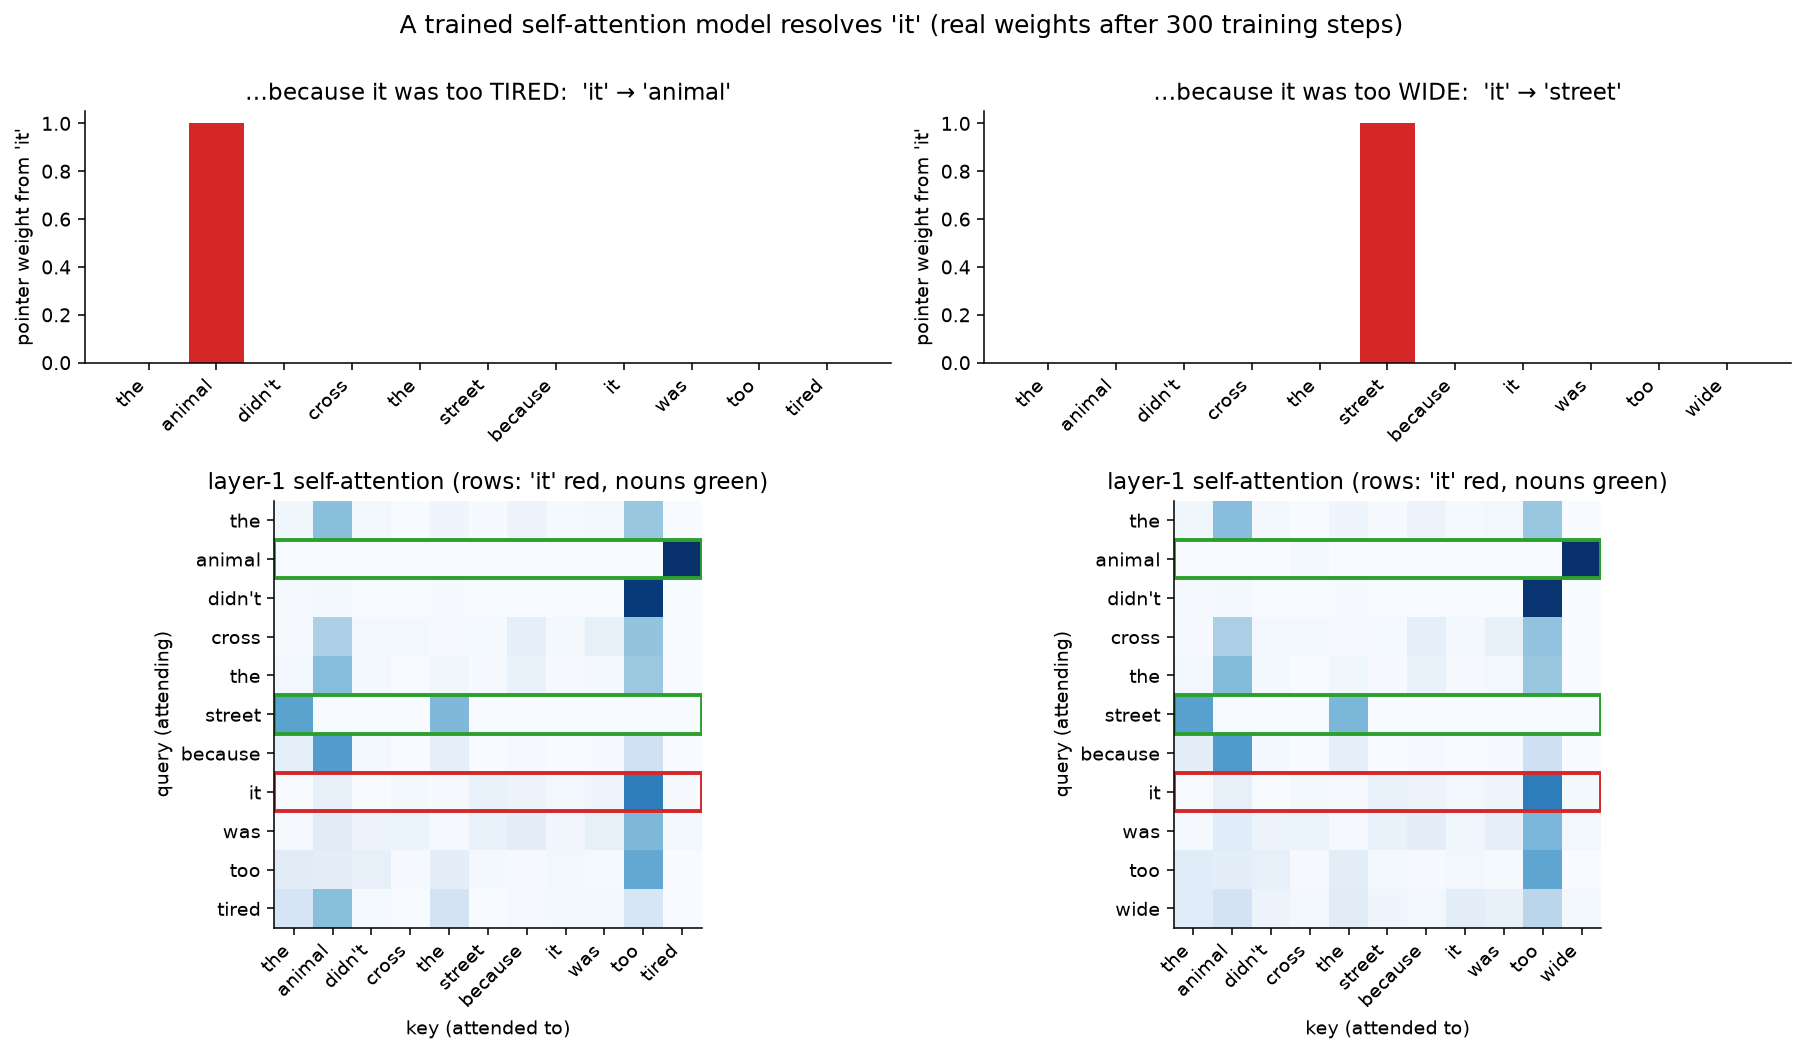 A trained self-attention model resolves 'it' (real weights after 300 training steps)
...because it was too TIRED:  'it' → 'animal'
pointer weight from 'it'
1.0
0.8
0.6
0.4
0.2
0.0
the
animal
didn't
cross
the
street
because
it
was
too
tired
...because it was too WIDE:  'it' → 'street'
pointer weight from 'it'
1.0
0.8
0.6
0.4
0.2
0.0
the
animal
didn't
cross
the
street
because
it
was
too
wide
layer-1 self-attention (rows: 'it' red, nouns green)
query (attending)
the
animal
didn't
cross
the
street
because
it
was
too
tired
the
animal
didn't
cross
the
street
because
it
was
too
tired
key (attended to)
layer-1 self-attention (rows: 'it' red, nouns green)
query (attending)
the
animal
didn't
cross
the
street
because
it
was
too
wide
the
animal
didn't
cross
the
street
because
it
was
too
wide
key (attended to)